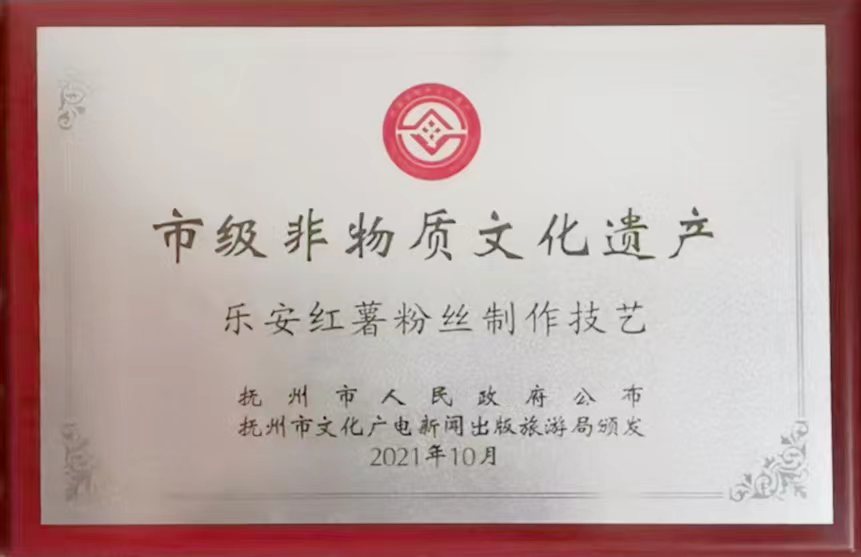 市级非物质文化遗产
乐安红薯粉丝制作技艺
抚州市人民政府公布
抚州市文化广电新闻出版旅游局颁发
2021年10月